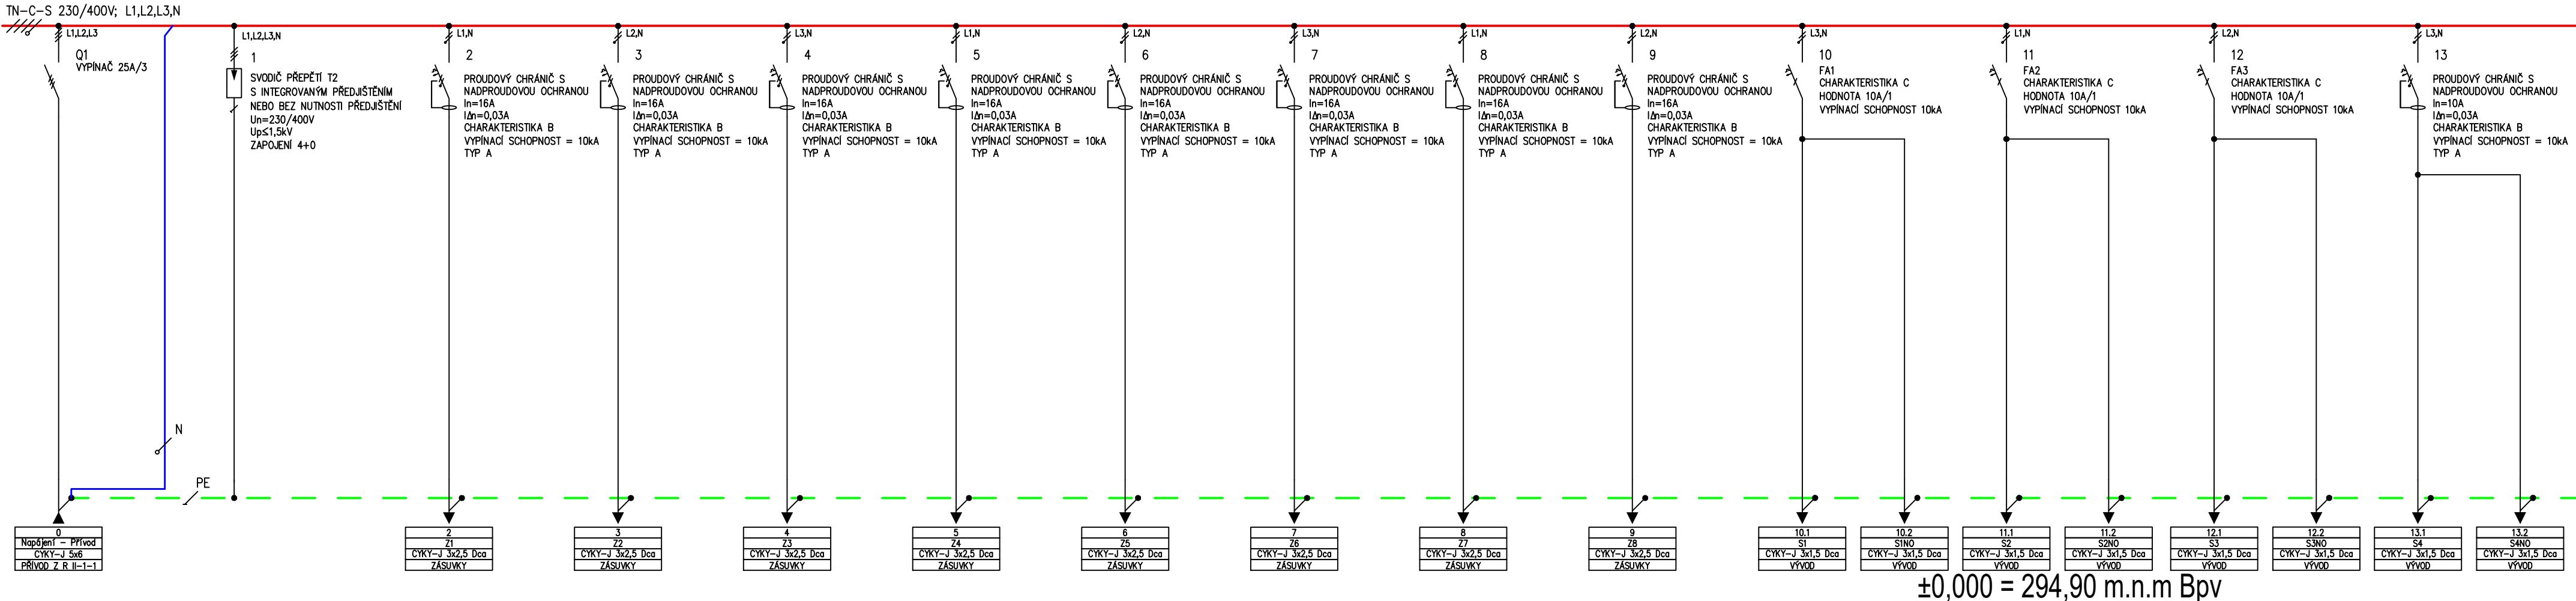 TN-C-S 230/400V; L1,L2,L3,N
L1,L2,L3
Q1
VYPÍNAČ 25A/3
L1,L2,L3,N
1
SVODIČ PŘEPĚTÍ T2
S INTEGROVANÝM PŘEDJIŠTĚNÍM
NEBO BEZ NUTNOSTI PŘEDJIŠTĚNÍ
Un=230/400V
Up≤1,5kV
ZAPOJENÍ 4+0
L1,N
2
PROUDOVÝ CHRÁNIČ S
NADPROUDOVOU OCHRANOU
In=16A
IΔn=0,03A
CHARAKTERISTIKA B
VYPÍNACÍ SCHOPNOST = 10kA
TYP A
L2,N
3
PROUDOVÝ CHRÁNIČ S
NADPROUDOVOU OCHRANOU
In=16A
IΔn=0,03A
CHARAKTERISTIKA B
VYPÍNACÍ SCHOPNOST = 10kA
TYP A
L3,N
4
PROUDOVÝ CHRÁNIČ S
NADPROUDOVOU OCHRANOU
In=16A
IΔn=0,03A
CHARAKTERISTIKA B
VYPÍNACÍ SCHOPNOST = 10kA
TYP A
L1,N
5
PROUDOVÝ CHRÁNIČ S
NADPROUDOVOU OCHRANOU
In=16A
IΔn=0,03A
CHARAKTERISTIKA B
VYPÍNACÍ SCHOPNOST = 10kA
TYP A
L2,N
6
PROUDOVÝ CHRÁNIČ S
NADPROUDOVOU OCHRANOU
In=16A
IΔn=0,03A
CHARAKTERISTIKA B
VYPÍNACÍ SCHOPNOST = 10kA
TYP A
L3,N
7
PROUDOVÝ CHRÁNIČ S
NADPROUDOVOU OCHRANOU
In=16A
IΔn=0,03A
CHARAKTERISTIKA B
VYPÍNACÍ SCHOPNOST = 10kA
TYP A
L1,N
8
PROUDOVÝ CHRÁNIČ S
NADPROUDOVOU OCHRANOU
In=16A
IΔn=0,03A
CHARAKTERISTIKA B
VYPÍNACÍ SCHOPNOST = 10kA
TYP A
L2,N
9
PROUDOVÝ CHRÁNIČ S
NADPROUDOVOU OCHRANOU
In=16A
IΔn=0,03A
CHARAKTERISTIKA B
VYPÍNACÍ SCHOPNOST = 10kA
TYP A
L3,N
10
FA1
CHARAKTERISTIKA C
HODNOTA 10A/1
VYPÍNACÍ SCHOPNOST 10kA
L1,N
11
FA2
CHARAKTERISTIKA C
HODNOTA 10A/1
VYPÍNACÍ SCHOPNOST 10kA
L2,N
12
FA3
CHARAKTERISTIKA C
HODNOTA 10A/1
VYPÍNACÍ SCHOPNOST 10kA
L3,N
13
PROUDOVÝ CHRÁNIČ S
NADPROUDOVOU OCHRANOU
In=10A
IΔn=0,03A
CHARAKTERISTIKA B
VYPÍNACÍ SCHOPNOST = 10kA
TYP A
N
PE
0
Napájení - Přívod
CYKY-J 5x6
PŘÍVOD Z R II-1-1
2
Z1
CYKY-J 3x2,5 Dca
ZÁSUVKY
3
Z2
CYKY-J 3x2,5 Dca
ZÁSUVKY
4
Z3
CYKY-J 3x2,5 Dca
ZÁSUVKY
5
Z4
CYKY-J 3x2,5 Dca
ZÁSUVKY
6
Z5
CYKY-J 3x2,5 Dca
ZÁSUVKY
7
Z6
CYKY-J 3x2,5 Dca
ZÁSUVKY
8
Z7
CYKY-J 3x2,5 Dca
ZÁSUVKY
9
Z8
CYKY-J 3x2,5 Dca
ZÁSUVKY
10.1
S1
CYKY-J 3x1,5 Dca
VÝVOD
10.2
S1NO
CYKY-J 3x1,5 Dca
VÝVOD
11.1
S2
CYKY-J 3x1,5 Dca
VÝVOD
11.2
S2NO
CYKY-J 3x1,5 Dca
VÝVOD
12.1
S3
CYKY-J 3x1,5 Dca
VÝVOD
12.2
S3NO
CYKY-J 3x1,5 Dca
VÝVOD
13.1
S4
CYKY-J 3x1,5 Dca
VÝVOD
13.2
S4NO
CYKY-J 3x1,5 Dca
VÝVOD
±0,000 = 294,90 m.n.m Bpv